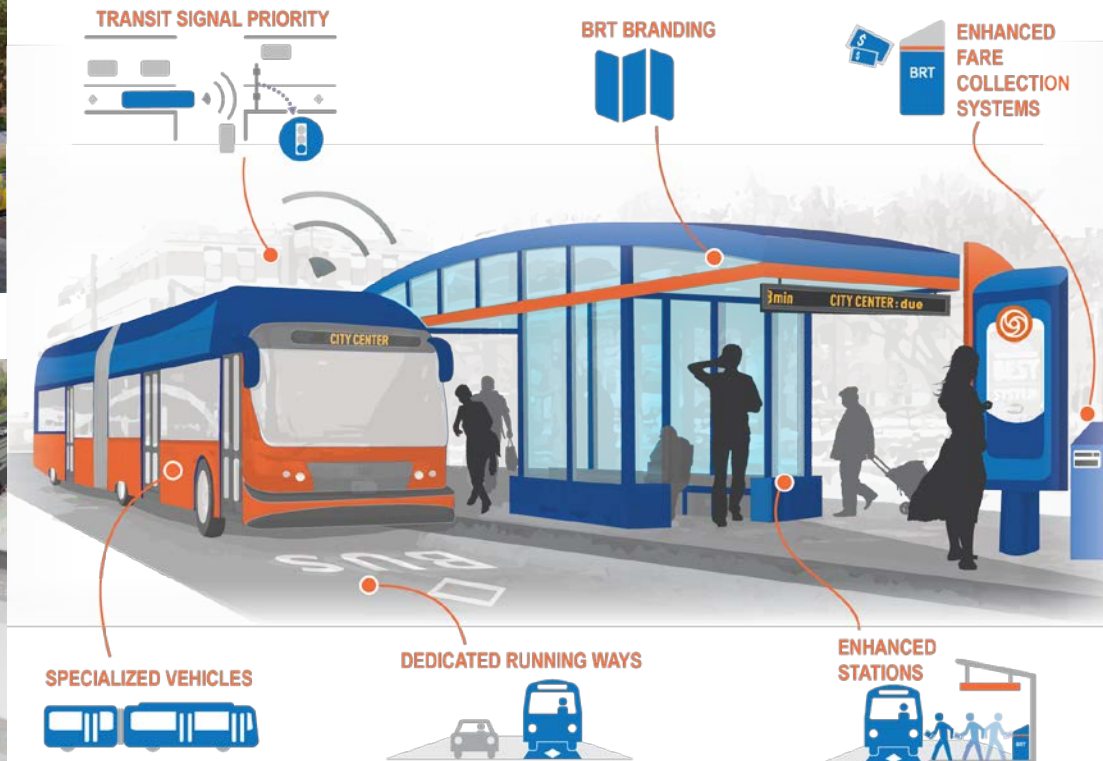 TRANSIT SIGNAL PRIORITY
BRT BRANDING
$
$
BRT
ENHANCED
FARE
COLLECTION
SYSTEMS
3min CITY CENTER: due
CITY CENTER
BUS
SPECIALIZED VEHICLES
DEDICATED RUNNING WAYS
ENHANCED
STATIONS
BRT